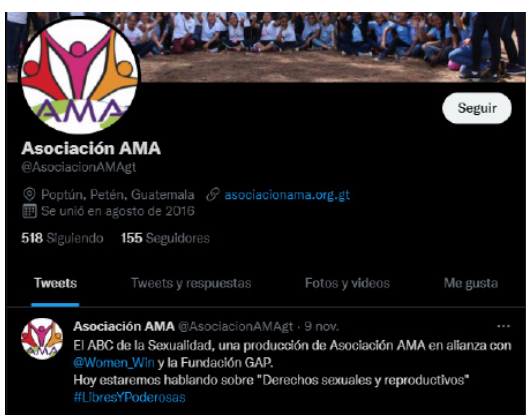 AMA
Seguir
Asociación AMA
@AsociacionAMAgt
Poptún, Petén, Guatemala asociacionama.org.gt
Se unió en agosto de 2016
518 Siguiendo 155 Seguidores
Tweets Tweets y respuestas Fotos y videos Me gusta
Asociación AMA @AsociacionAMAgt · 9 nov.
El ABC de la Sexualidad, una producción de Asociación AMA en alianza con
@Women_Win y la Fundación GAP.
Hoy estaremos hablando sobre "Derechos sexuales y reproductivos"
#LibresYPoderosas
AMA